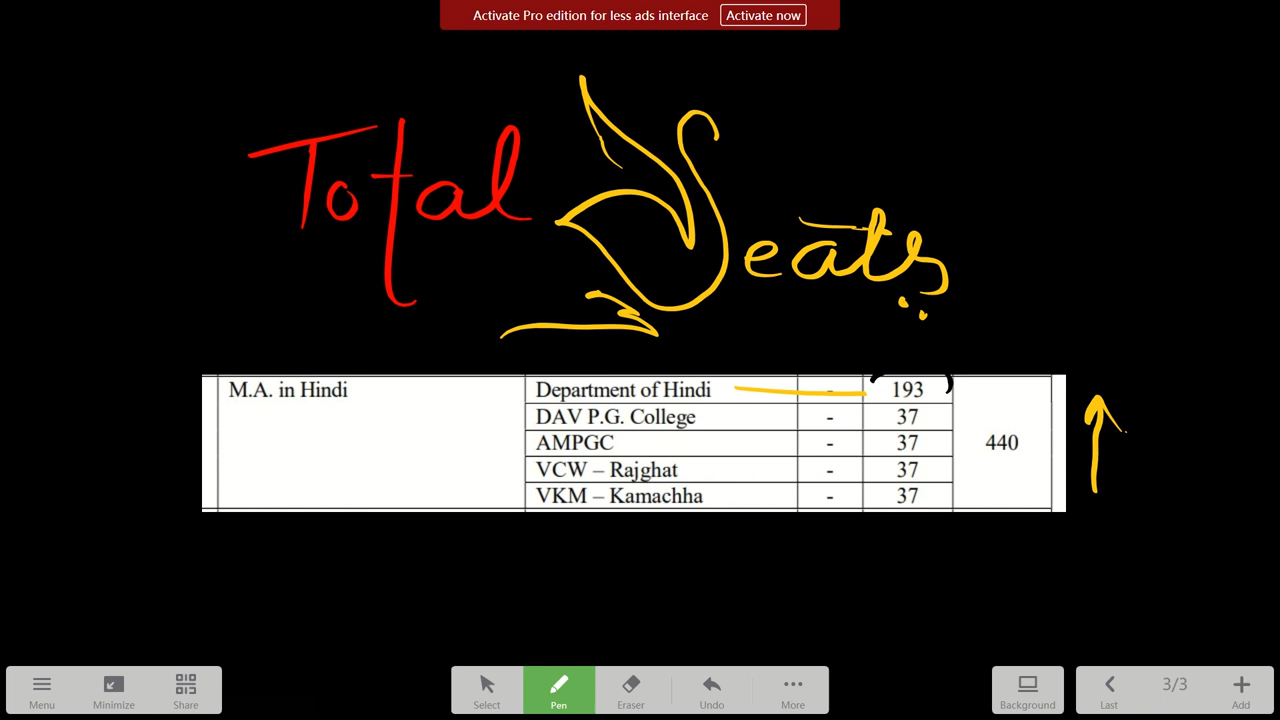 Activate Pro edition for less ads interface Activate now
Total Seats
M.A. in Hindi Department of Hindi - 193
DAV P.G. College - 37
AMPGC - 37 440
VCW – Rajghat - 37
VKM – Kamachha - 37
Menu Minimize Share Select Pen Eraser Undo More Background Last 3/3 Add